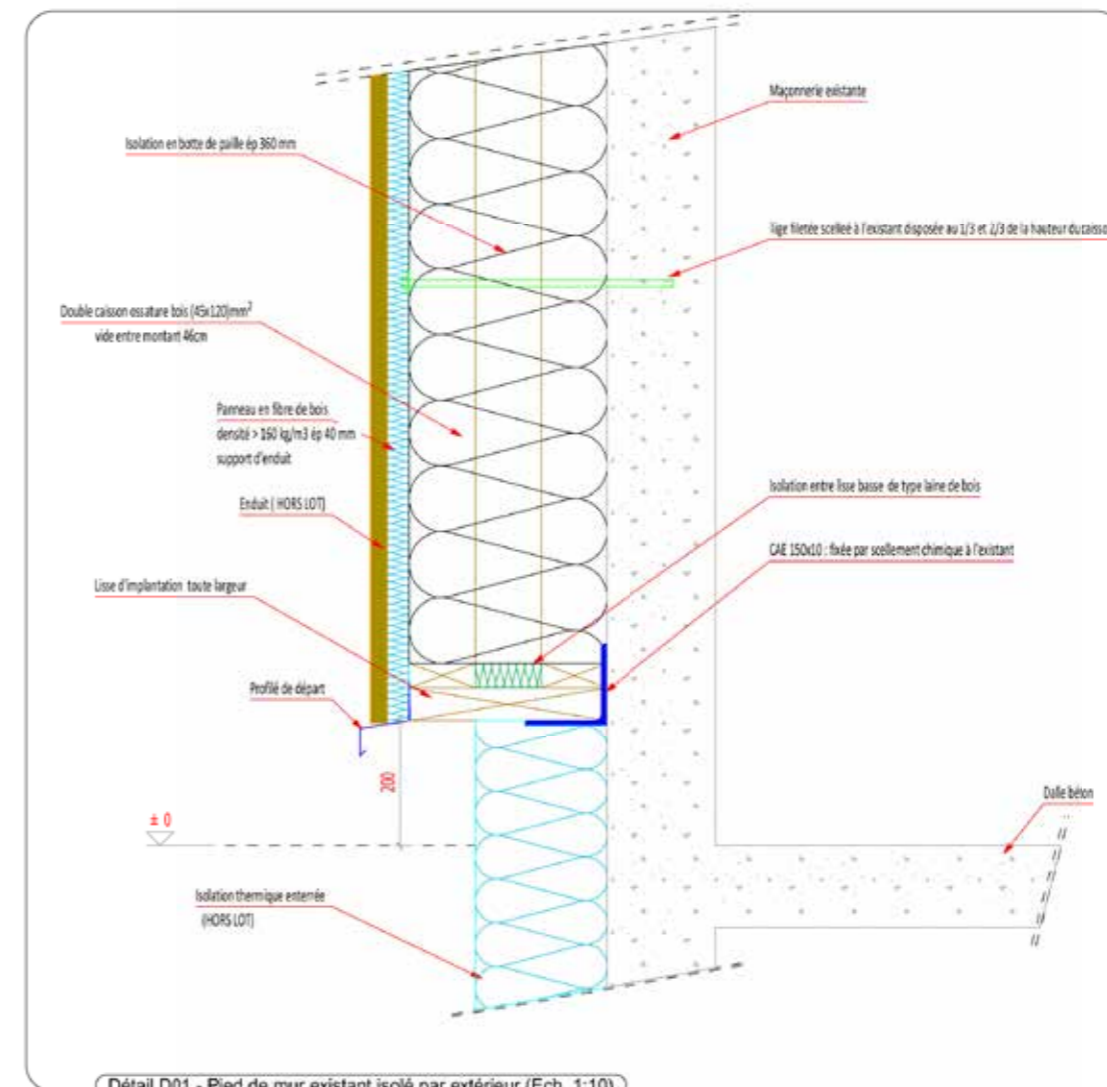 Maçonnerie existante
Isolation en botte de paille ép 360 mm
tige filetée scelleé à l'existant disposée au 1/3 et 2/3 de la hauteur du caisso
Double caisson ossature bois (45x120)mm²
vide entre montant 46cm
Panneau en fibre de bois
densité > 160 kg/m3 ép 40 mm
support d'enduit
Isolation entre lisse basse de type laine de bois
Enduit ( HORS LOT)
CAE 150x10 : fixée par scellement chimique à l'existant
Lisse d'implantation toute largeur
Profilé de départ
200
Dalle béton
± 0
Isolation thermique enterrée
(HORS LOT)
Détail D01 - Pied de mur existant isolé par extérieur (Ech. 1:10)